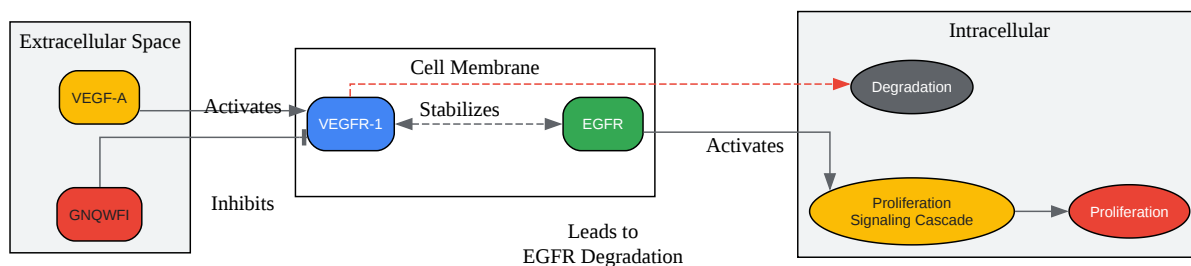 Extracellular Space
VEGF-A
GNQWFI
Activates
Inhibits
Cell Membrane
VEGFR-1
Stabilizes
EGFR
Leads to
EGFR Degradation
Activates
Intracellular
Degradation
Proliferation
Signaling Cascade
Proliferation